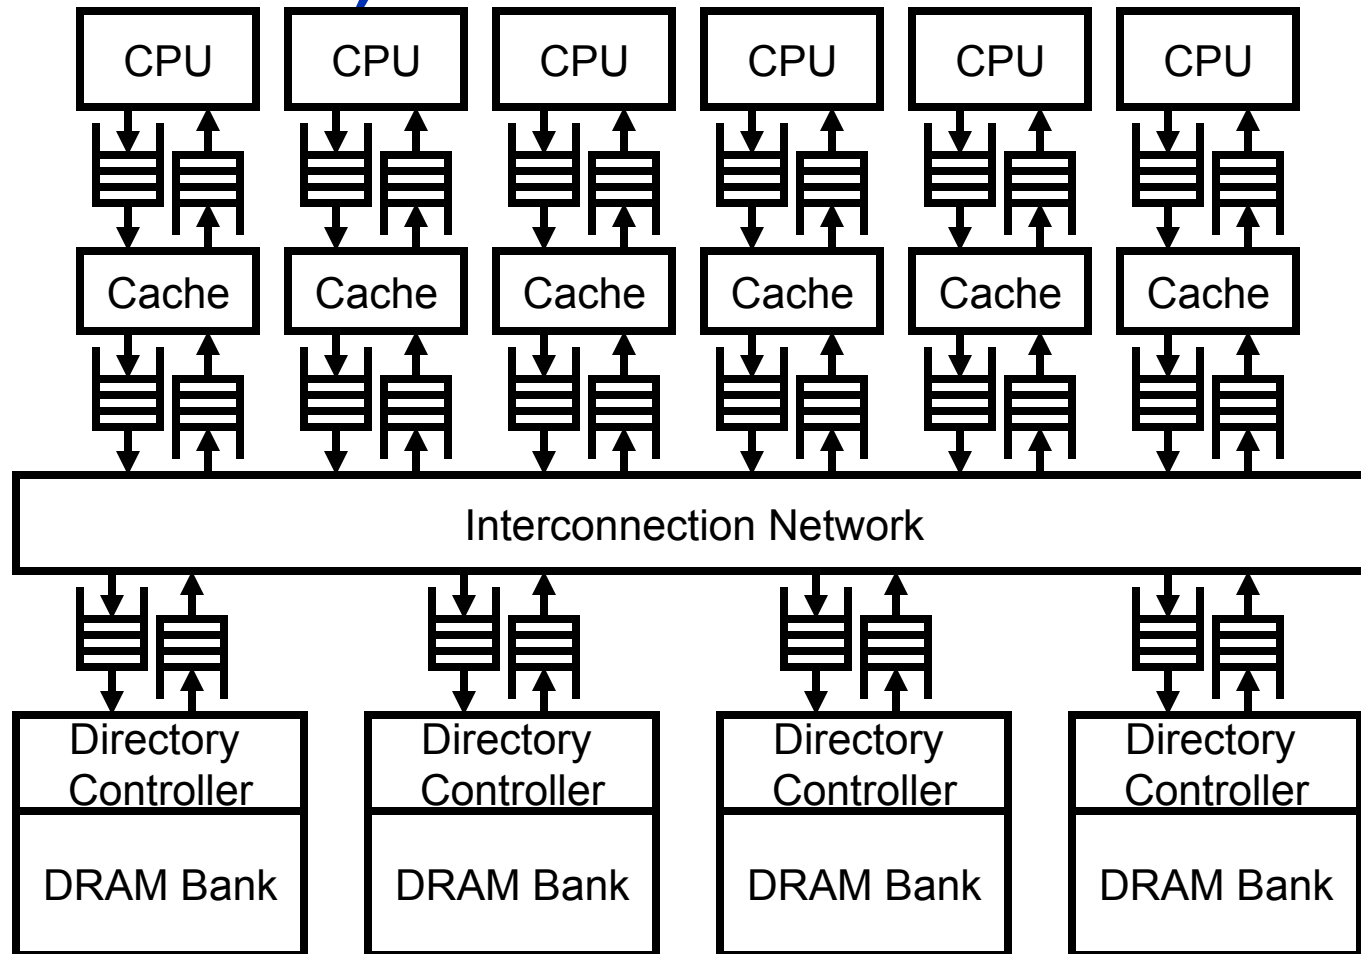 CPU CPU CPU CPU CPU CPU
Cache Cache Cache Cache Cache Cache
Interconnection Network
Directory Directory Directory Directory
Controller Controller Controller Controller
DRAM Bank DRAM Bank DRAM Bank DRAM Bank